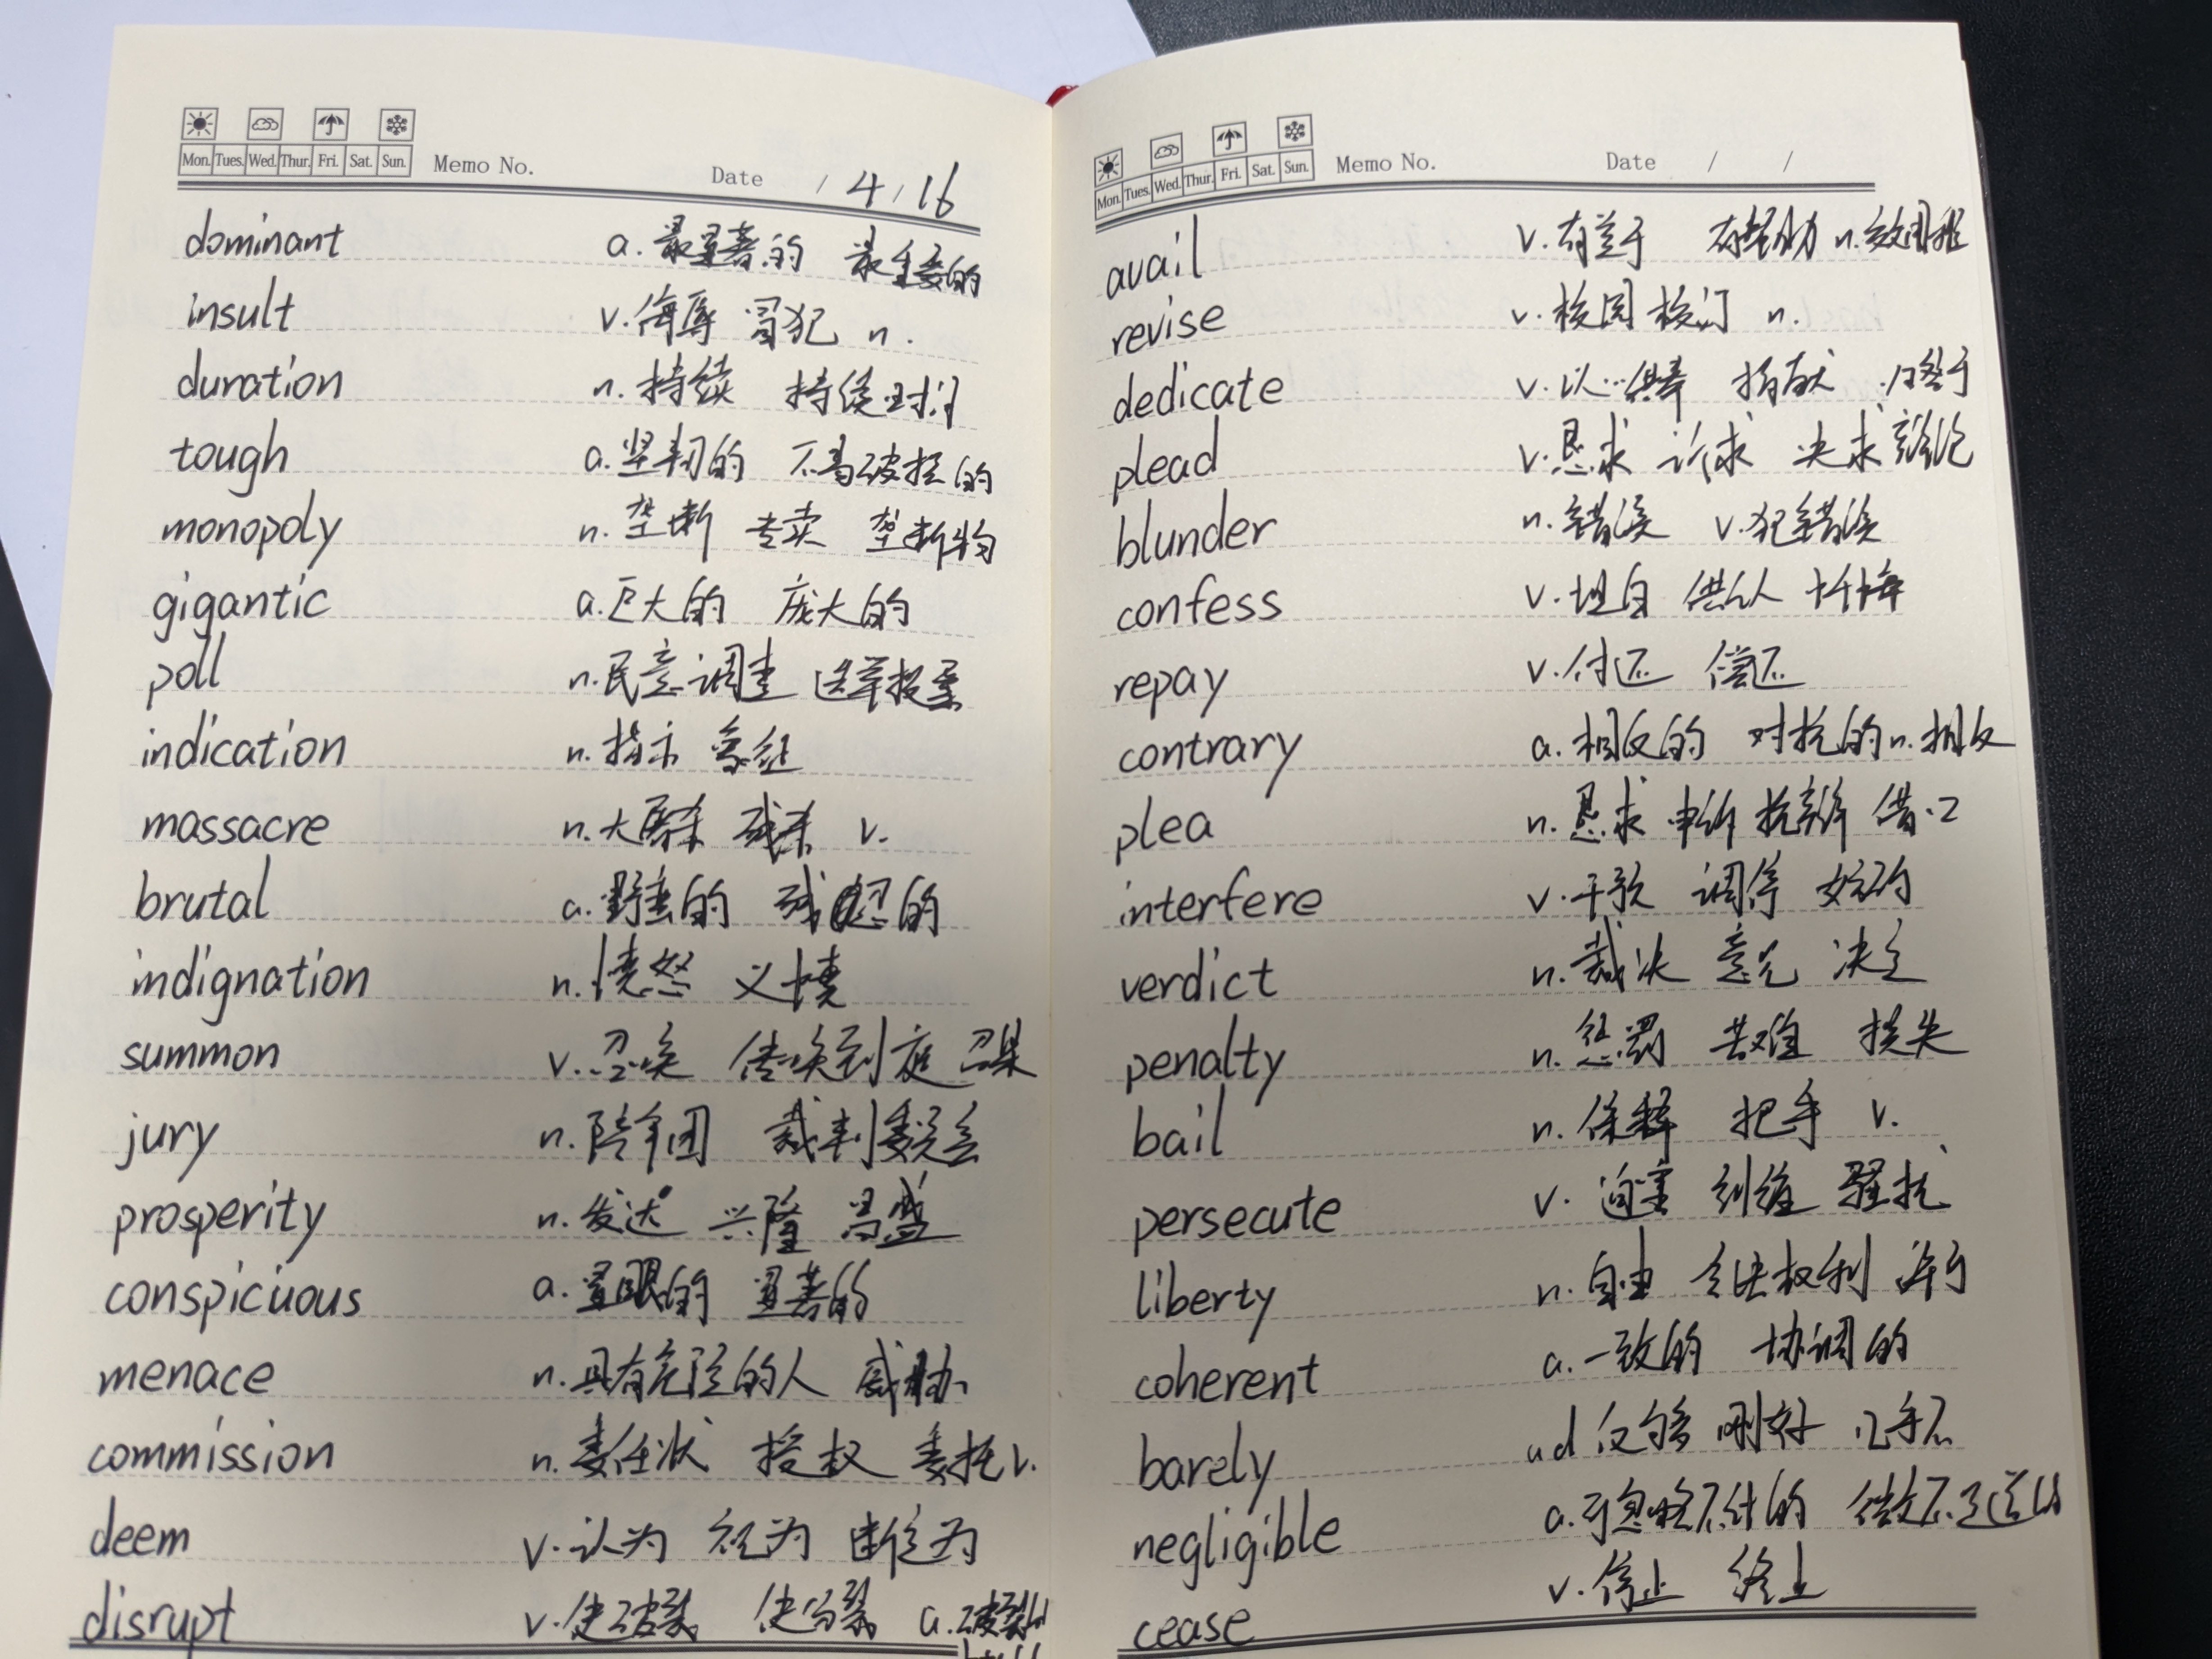 Mon. Tues. Wed. Thur. Fri. Sat. Sun. Memo No. Date / 4 / 16
dominant a. 最显著的 最重要的
insult v. 侮辱 冒犯 n.
duration n. 持续 持续时间
tough a. 坚韧的 不易破损的
monopoly n. 垄断 专卖 垄断物
gigantic a. 巨大的 庞大的
poll n. 民意调查 选举投票
indication n. 指示
massacre n. 大屠杀 残杀 v.
brutal a. 野蛮的 残忍的
indignation n. 愤怒 义愤
summon v. 召唤 传唤到庭 召集
jury n. 陪审团 裁判委员会
prosperity n. 发达 兴隆 昌盛
conspiciuous a. 显眼的 显著的
menace n. 具有危险的人 威胁
commission n. 委任状 授权 委托 v.
deem v. 认为 视为 断定为
disrupt v. 使破裂 使分裂 a. 破裂的
Mon. Tues. Wed. Thur. Fri. Sat. Sun. Memo No. Date / /
avail v. 有益于 有帮助 n. 效用
revise v. 校阅 校订 n.
dedicate v. 以…供奉 捐献
plead v. 恳求 诉求 辩论
blunder n. 错误 v. 犯错误
confess v. 坦白 供认 忏悔
repay v. 付还 偿还
contrary a. 相反的 对抗的 n. 相反
plea n. 恳求 申诉 抗辩 借口
interfere v. 干预 调停 妨碍
verdict n. 裁决 意见 决定
penalty n. 惩罚 苦难 损失
bail n. 保释 把手 v.
persecute v. 迫害 纠缠 骚扰
liberty n. 自由 合法权利 许可
coherent a. 一致的 协调的
barely ad 仅够 刚好 几乎不
negligible a. 可忽略不计的 微不足道的
cease v. 停止 终止